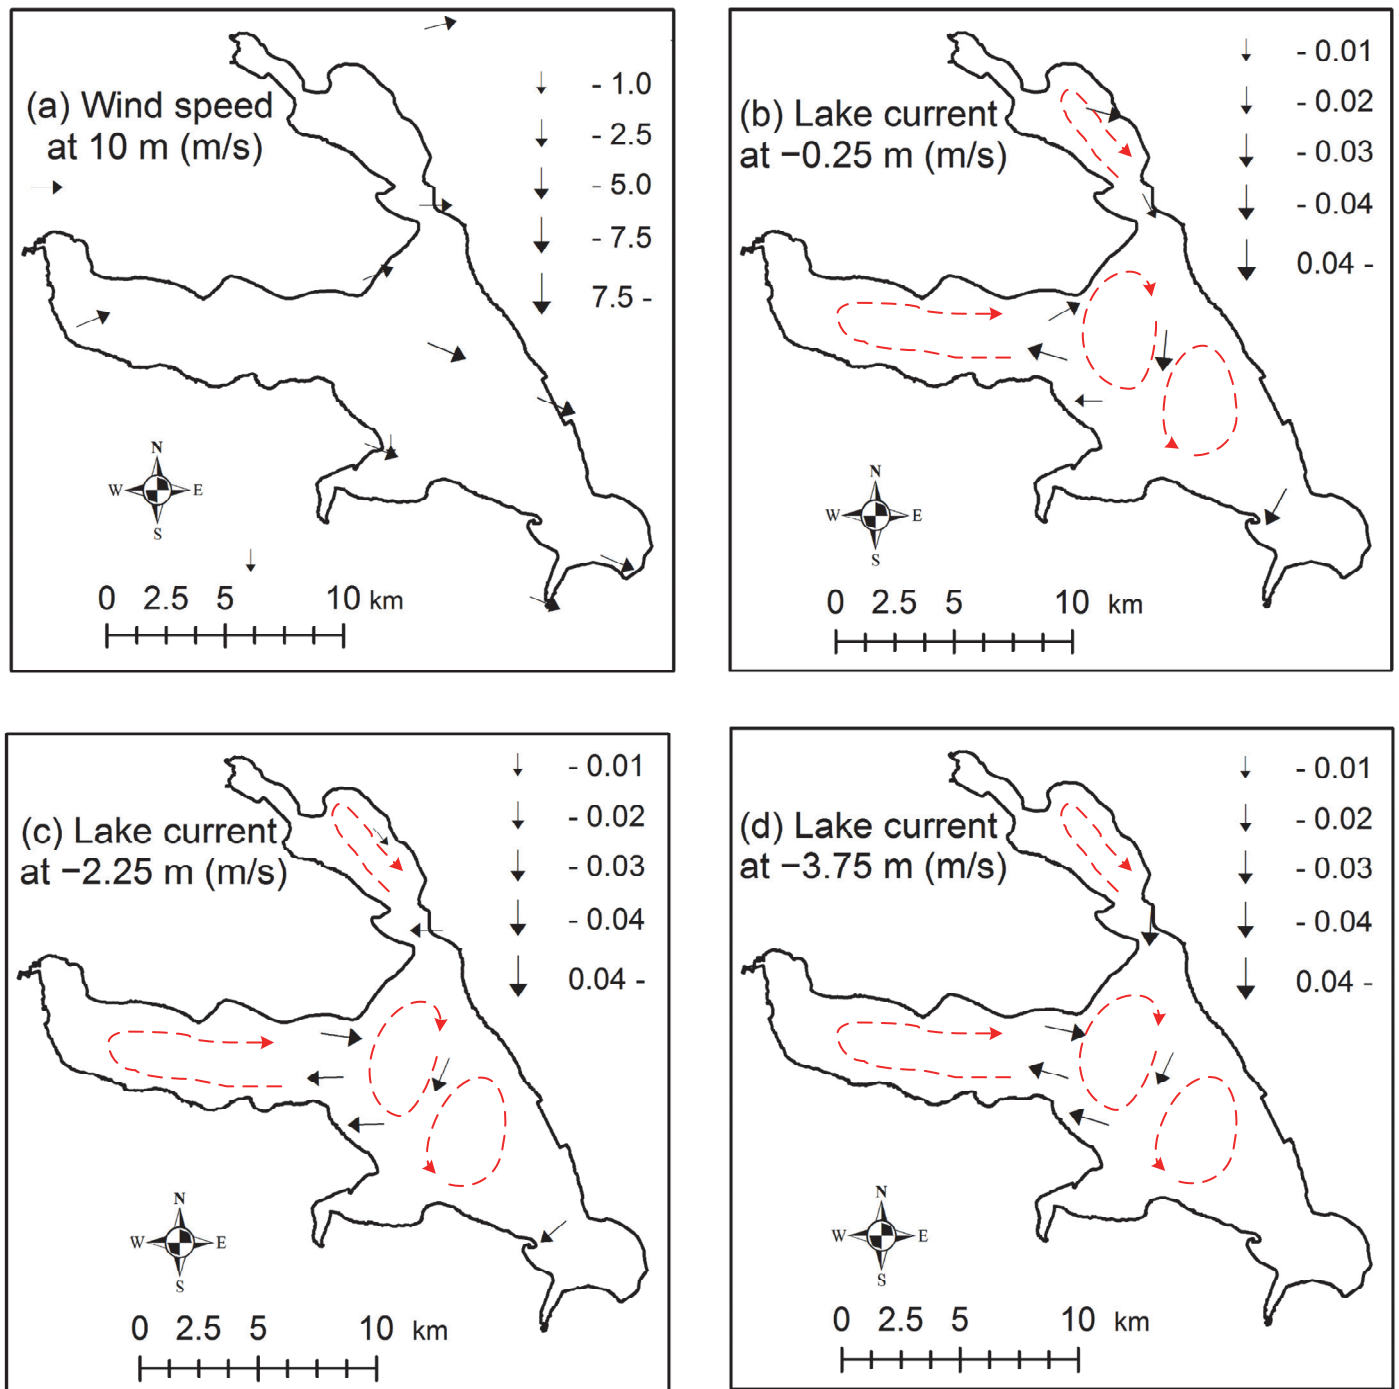 (a) Wind speed
at 10 m (m/s)
- 1.0
- 2.5
- 5.0
- 7.5
7.5 -
N
W E
S
0 2.5 5 10 km
(b) Lake current
at −0.25 m (m/s)
- 0.01
- 0.02
- 0.03
- 0.04
0.04 -
N
W E
S
0 2.5 5 10 km
(c) Lake current
at −2.25 m (m/s)
- 0.01
- 0.02
- 0.03
- 0.04
0.04 -
N
W E
S
0 2.5 5 10 km
(d) Lake current
at −3.75 m (m/s)
- 0.01
- 0.02
- 0.03
- 0.04
0.04 -
N
W E
S
0 2.5 5 10 km